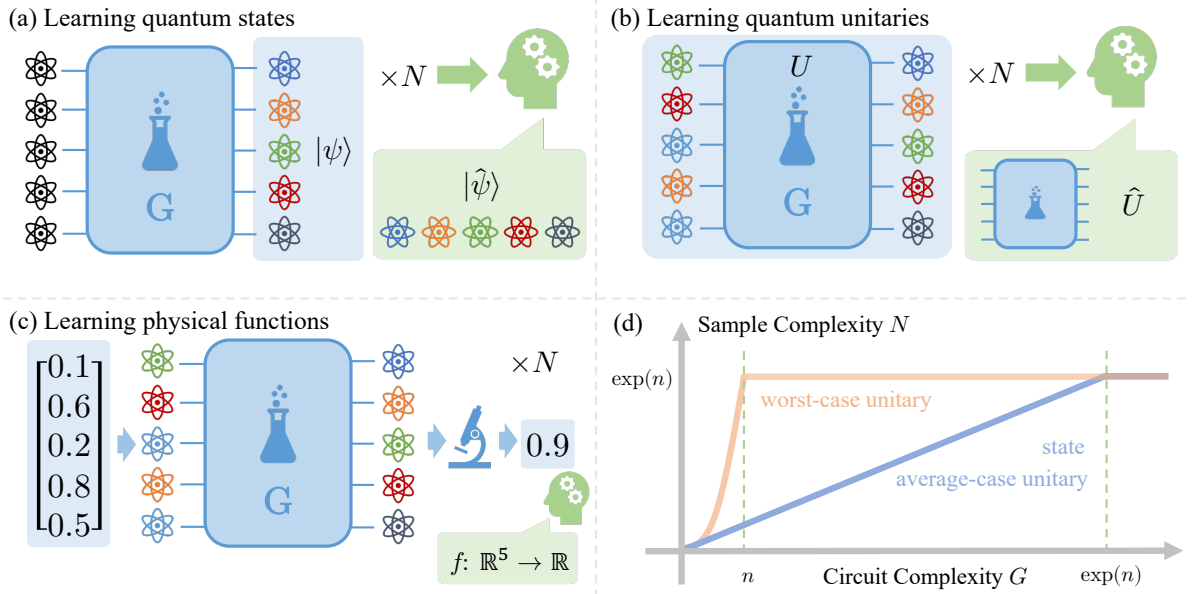 (a) Learning quantum states
G
|ψ⟩
×N
|ψ̂⟩
(b) Learning quantum unitaries
U
G
×N
Û
(c) Learning physical functions
0.1
0.6
0.2
0.8
0.5
G
×N
0.9
f: ℝ⁵ → ℝ
(d)
Sample Complexity N
exp(n)
worst-case unitary
state
average-case unitary
n
Circuit Complexity G
exp(n)